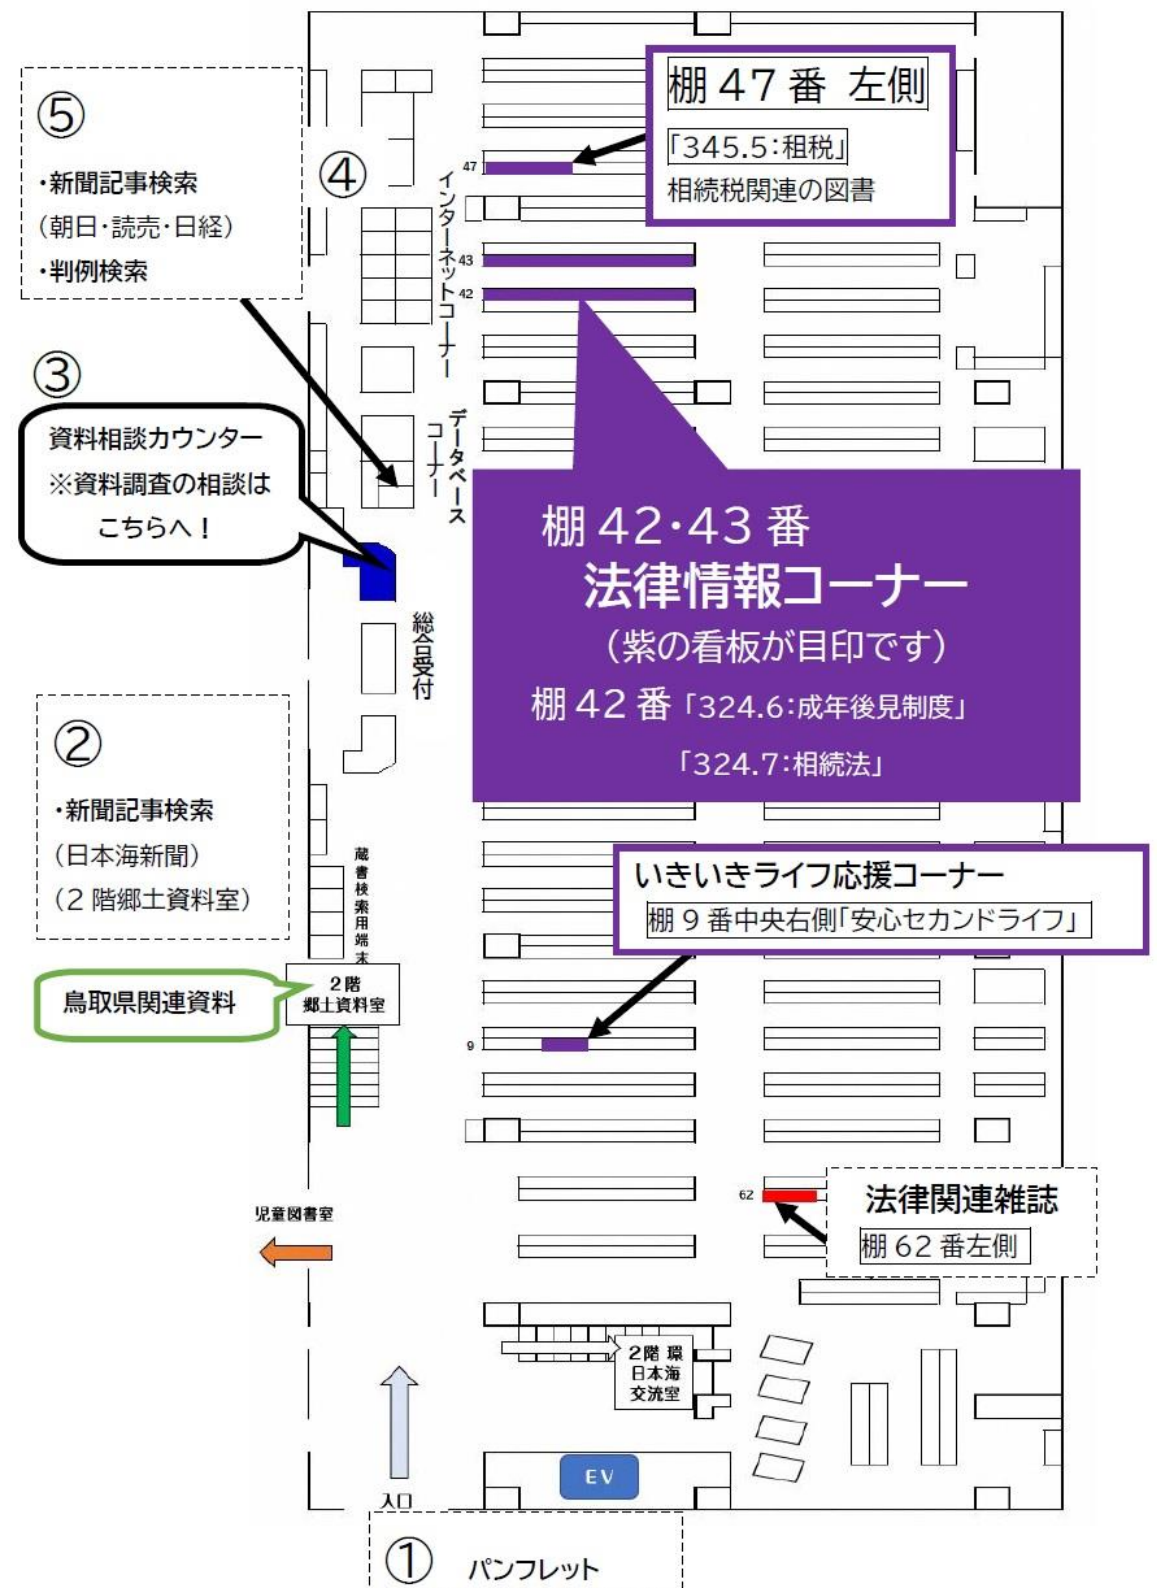 棚 47 番 左側
「345.5:租税」
相続税関連の図書
⑤
・新聞記事検索
(朝日・読売・日経)
・判例検索
④
インターネットコーナー
47
43
42
③
資料相談カウンター
※資料調査の相談は
こちらへ!
データベース
コーナー
棚 42・43 番
法律情報コーナー
(紫の看板が目印です)
棚 42 番「324.6:成年後見制度」
「324.7:相続法」
総合受付
②
・新聞記事検索
(日本海新聞)
(2 階郷土資料室)
蔵書検索用端末
いきいきライフ応援コーナー
棚 9 番中央右側「安心セカンドライフ」
2階
郷土資料室
鳥取県関連資料
9
62
法律関連雑誌
棚 62 番左側
児童図書室
2階 環
日本海
交流室
EV
入口
① パンフレット